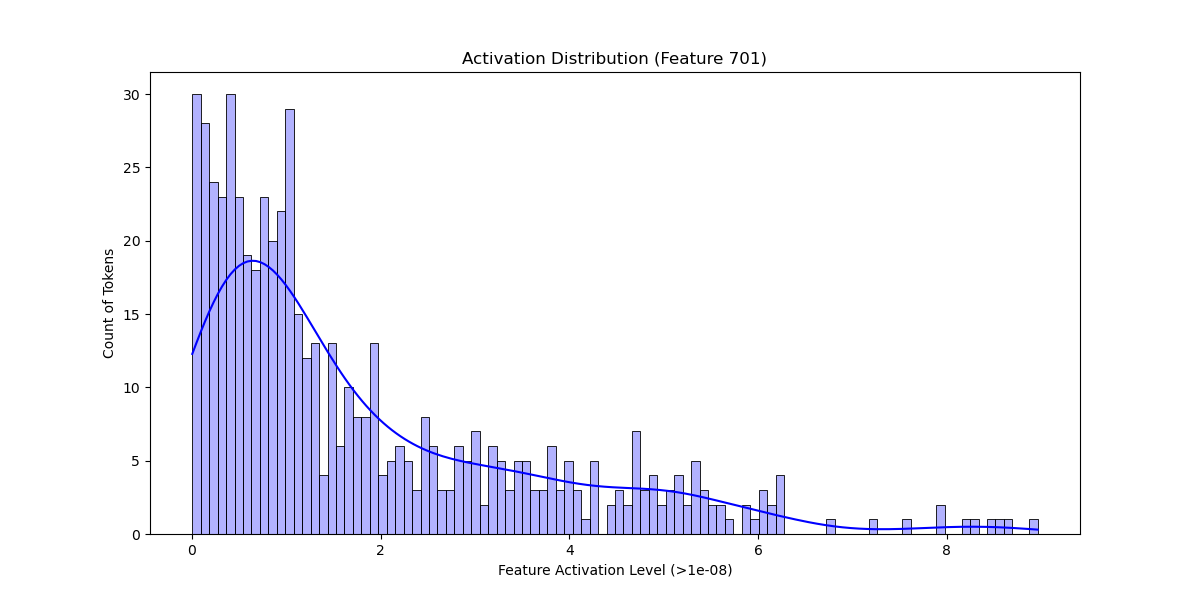 Activation Distribution (Feature 701)
Count of Tokens
30
25
20
15
10
5
0
0 2 4 6 8
Feature Activation Level (>1e-08)